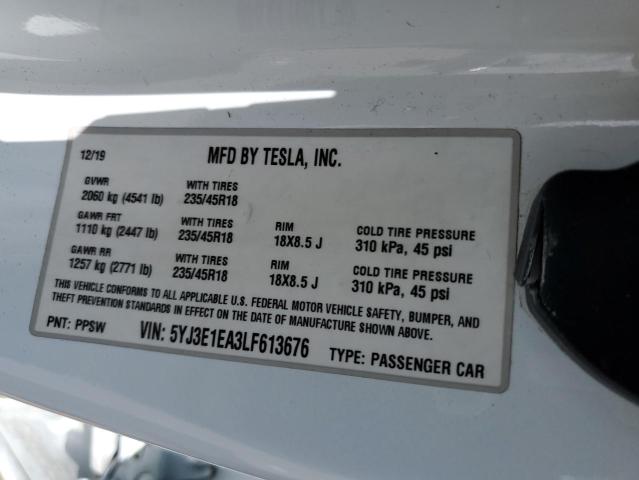 12/19 MFD BY TESLA, INC.
GVWR WITH TIRES
2060 kg (4541 lb) 235/45R18
GAWR FRT WITH TIRES RIM COLD TIRE PRESSURE
1110 kg (2447 lb) 235/45R18 18X8.5 J 310 kPa, 45 psi
GAWR RR WITH TIRES RIM COLD TIRE PRESSURE
1257 kg (2771 lb) 235/45R18 18X8.5 J 310 kPa, 45 psi
THIS VEHICLE CONFORMS TO ALL APPLICABLE U.S. FEDERAL MOTOR VEHICLE SAFETY, BUMPER, AND
THEFT PREVENTION STANDARDS IN EFFECT ON THE DATE OF MANUFACTURE SHOWN ABOVE.
PNT: PPSW VIN: 5YJ3E1EA3LF613676 TYPE: PASSENGER CAR